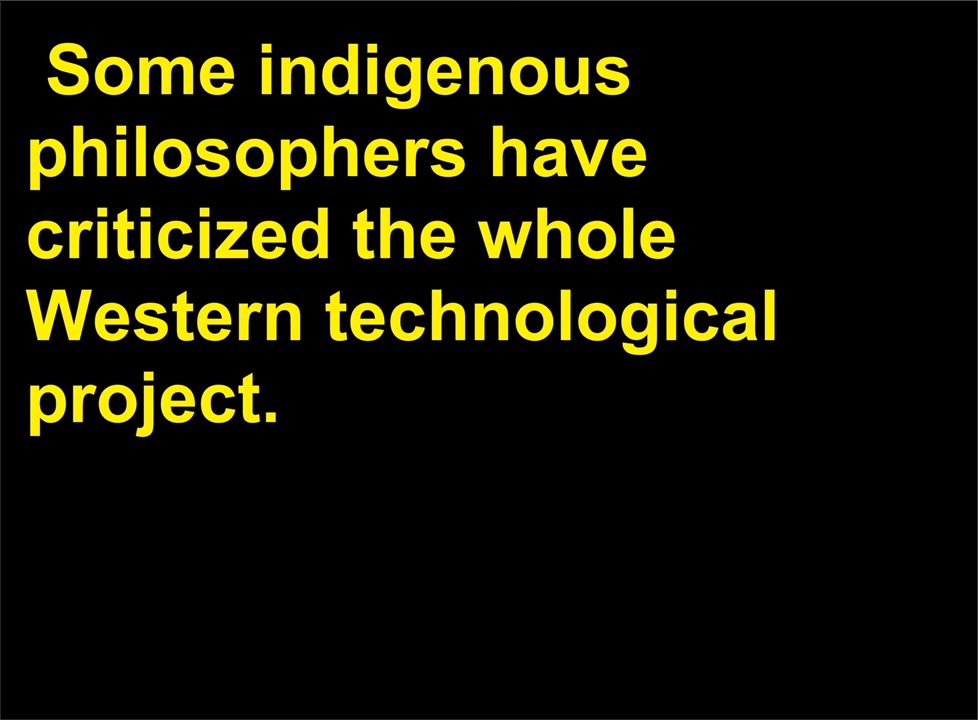 Some indigenous
philosophers have
criticized the whole
Western technological
project.